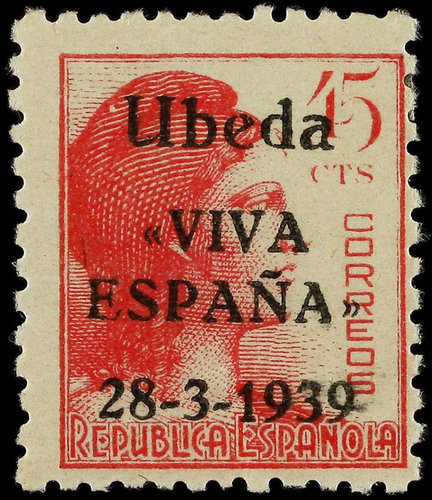 45
CTS
Ubeda
«VIVA
ESPAÑA»
CORREOS
28-3-1939
REPUBLICA ESPAÑOLA